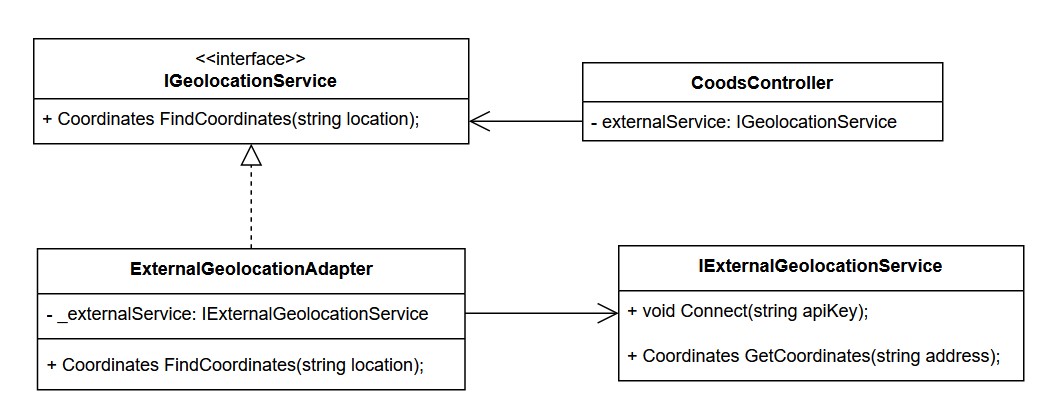 <<interface>>
IGeolocationService
+ Coordinates FindCoordinates(string location);
CoodsController
- externalService: IGeolocationService
ExternalGeolocationAdapter
- _externalService: IExternalGeolocationService
+ Coordinates FindCoordinates(string location);
IExternalGeolocationService
+ void Connect(string apiKey);
+ Coordinates GetCoordinates(string address);